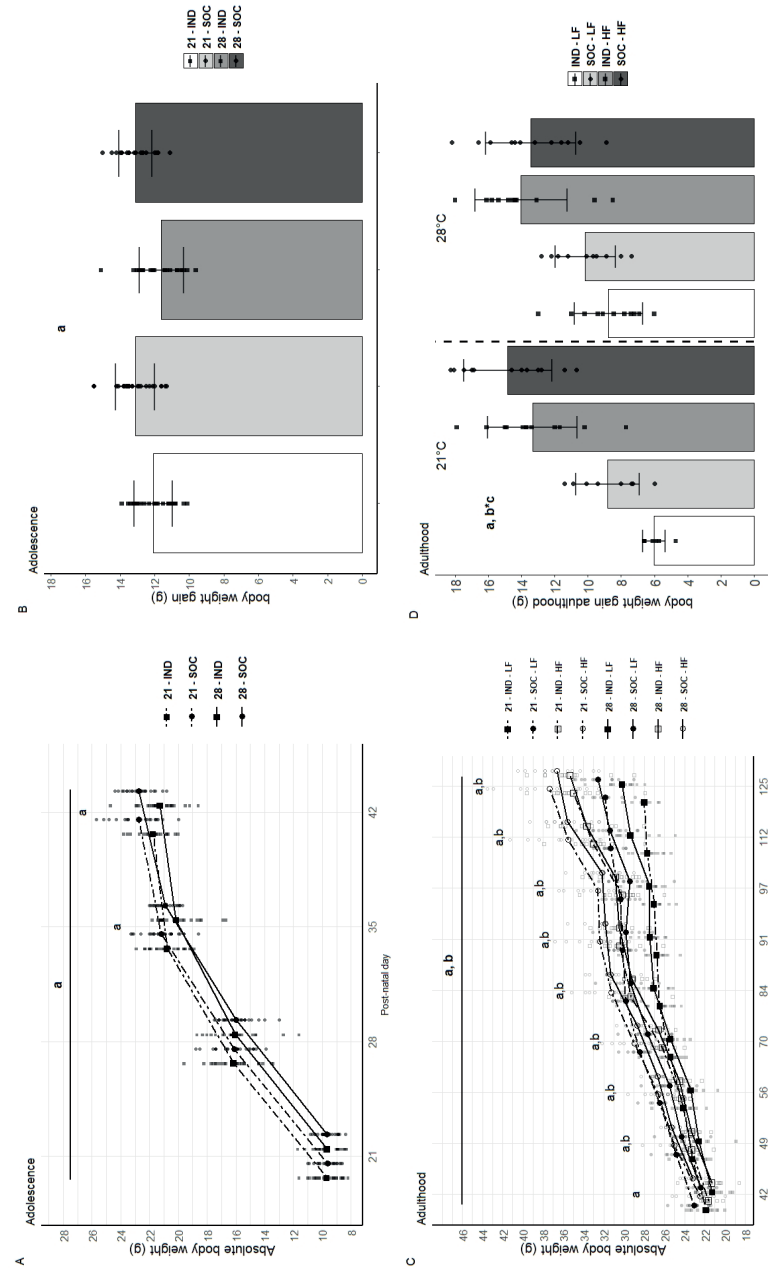 A
Adolescence
Absolute body weight (g)
28
26
24
22
20
18
16
14
12
10
8
a
a
a
21
28
35
42
Post-natal day
21 - IND
21 - SOC
28 - IND
28 - SOC
B
Adolescence
body weight gain (g)
18
16
14
12
10
8
6
4
2
0
a
21 - IND
21 - SOC
28 - IND
28 - SOC
C
Adulthood
Absolute body weight (g)
46
44
42
40
38
36
34
32
30
28
26
24
22
20
18
a, b
a
a,b
a,b
a,b
a,b
a,b
a,b
a,b
a,b
42
49
56
70
84
91
97
112
125
21 - IND - LF
21 - SOC - LF
21 - IND - HF
21 - SOC - HF
28 - IND - LF
28 - SOC - LF
28 - IND - HF
28 - SOC - HF
D
Adulthood
body weight gain adulthood (g)
18
16
14
12
10
8
6
4
2
0
a, b*c
21°C
28°C
IND - LF
SOC - LF
IND - HF
SOC - HF